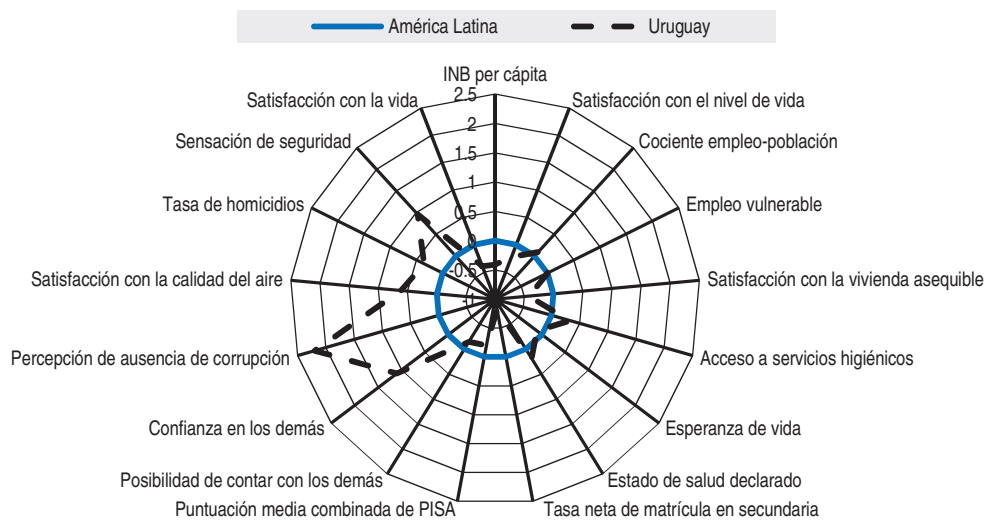 América Latina
Uruguay
INB per cápita
Satisfacción con el nivel de vida
Cociente empleo-población
Empleo vulnerable
Satisfacción con la vivienda asequible
Acceso a servicios higiénicos
Esperanza de vida
Estado de salud declarado
Tasa neta de matrícula en secundaria
Puntuación media combinada de PISA
Posibilidad de contar con los demás
Confianza en los demás
Percepción de ausencia de corrupción
Satisfacción con la calidad del aire
Tasa de homicidios
Sensación de seguridad
Satisfacción con la vida
2.5
2
1.5
1
0.5
0
-0.5
-1